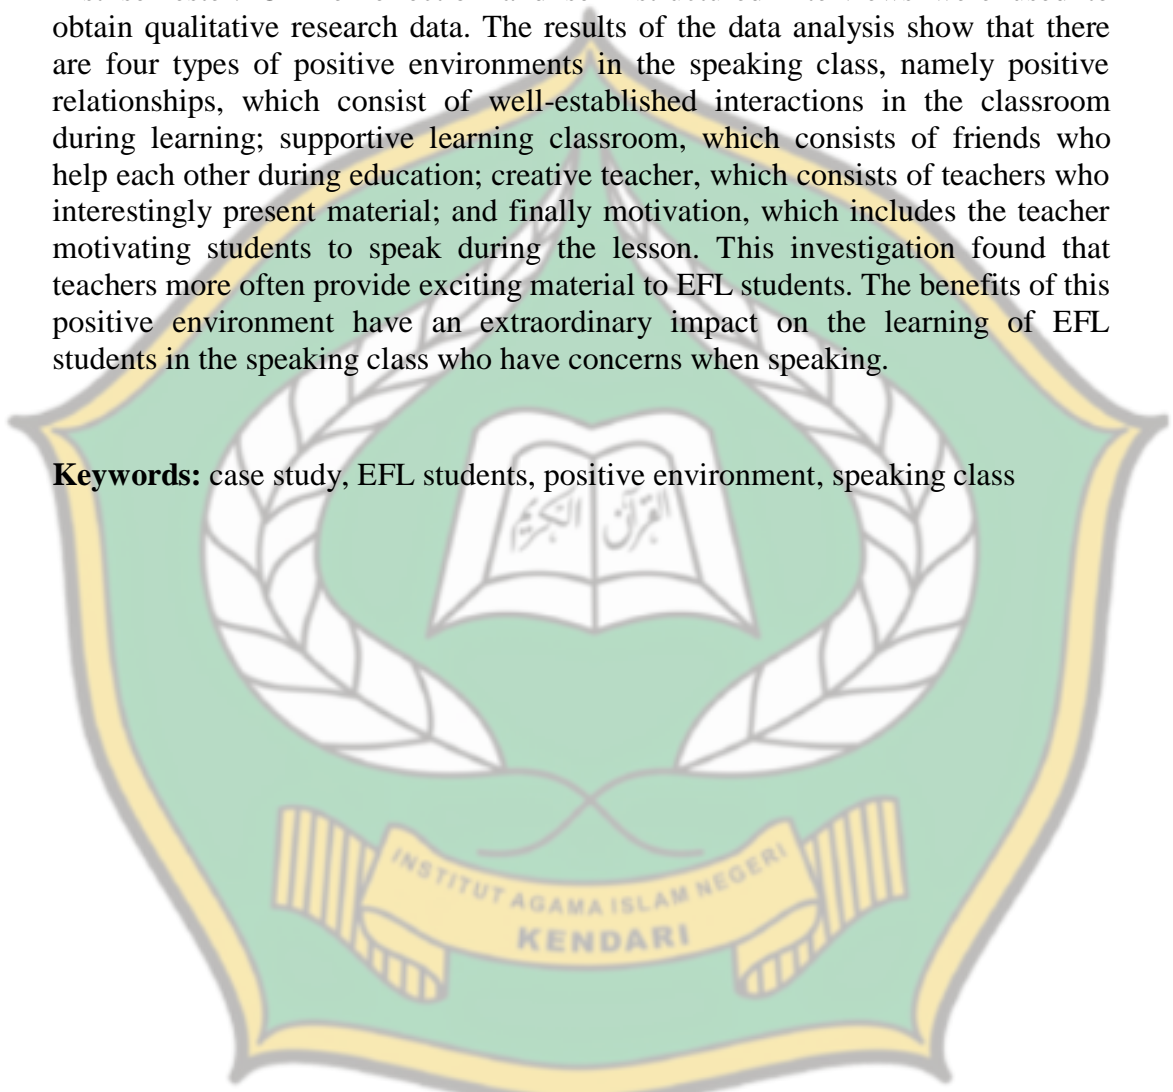 obtain qualitative research data. The results of the data analysis show that there
are four types of positive environments in the speaking class, namely positive
relationships, which consist of well-established interactions in the classroom
during learning; supportive learning classroom, which consists of friends who
help each other during education; creative teacher, which consists of teachers who
interestingly present material; and finally motivation, which includes the teacher
motivating students to speak during the lesson. This investigation found that
teachers more often provide exciting material to EFL students. The benefits of this
positive environment have an extraordinary impact on the learning of EFL
students in the speaking class who have concerns when speaking.
Keywords: case study, EFL students, positive environment, speaking class
القرآن الكريم
INSTITUT AGAMA ISLAM NEGERI
KENDARI